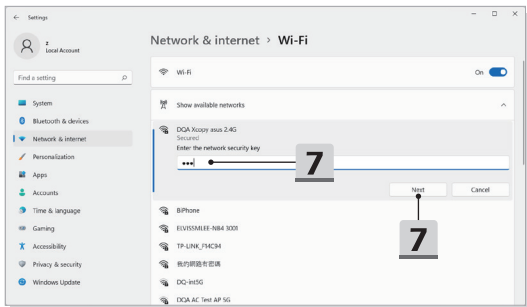 Settings
z
Local Account
Find a setting
System
Bluetooth & devices
Network & internet
Personalization
Apps
Accounts
Time & language
Gaming
Accessibility
Privacy & security
Windows Update
Network & internet > Wi-Fi
Wi-Fi
On
Show available networks
DQA Xcopy asus 2.4G
Secured
Enter the network security key
•••
7
Next
Cancel
7
BiPhone
ELVISSMLEE-N84 3001
TP-LINK_F14C94
我的網路有密碼
DQ-int5G
DQA AC Test AP 5G